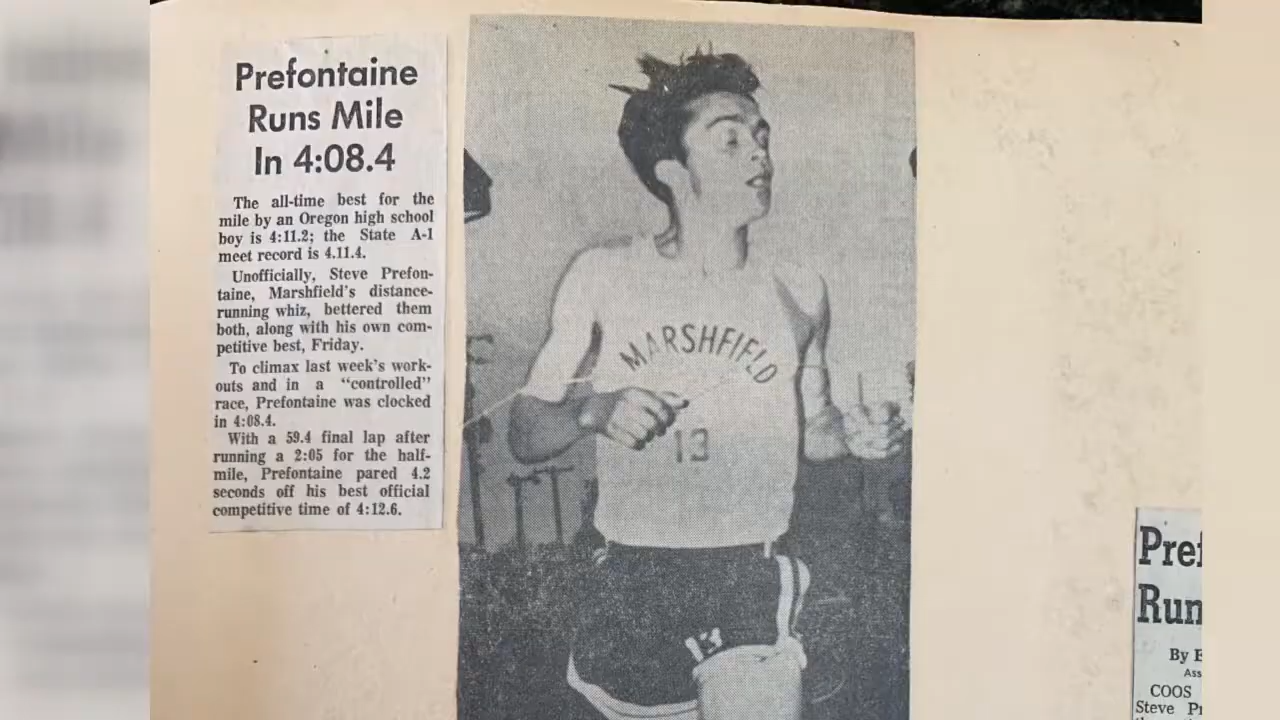 Prefontaine
Runs Mile
In 4:08.4
The all-time best for the
mile by an Oregon high school
boy is 4:11.2; the State A-1
meet record is 4.11.4.
Unofficially, Steve Prefon-
taine, Marshfield's distance-
running whiz, bettered them
both, along with his own com-
petitive best, Friday.
To climax last week's work-
outs and in a "controlled"
race, Prefontaine was clocked
in 4:08.4.
With a 59.4 final lap after
running a 2:05 for the half-
mile, Prefontaine pared 4.2
seconds off his best official
competitive time of 4:12.6.
MARSHFIELD
13
13
Pref
Run
By E
Ass
COOS
Steve Pr